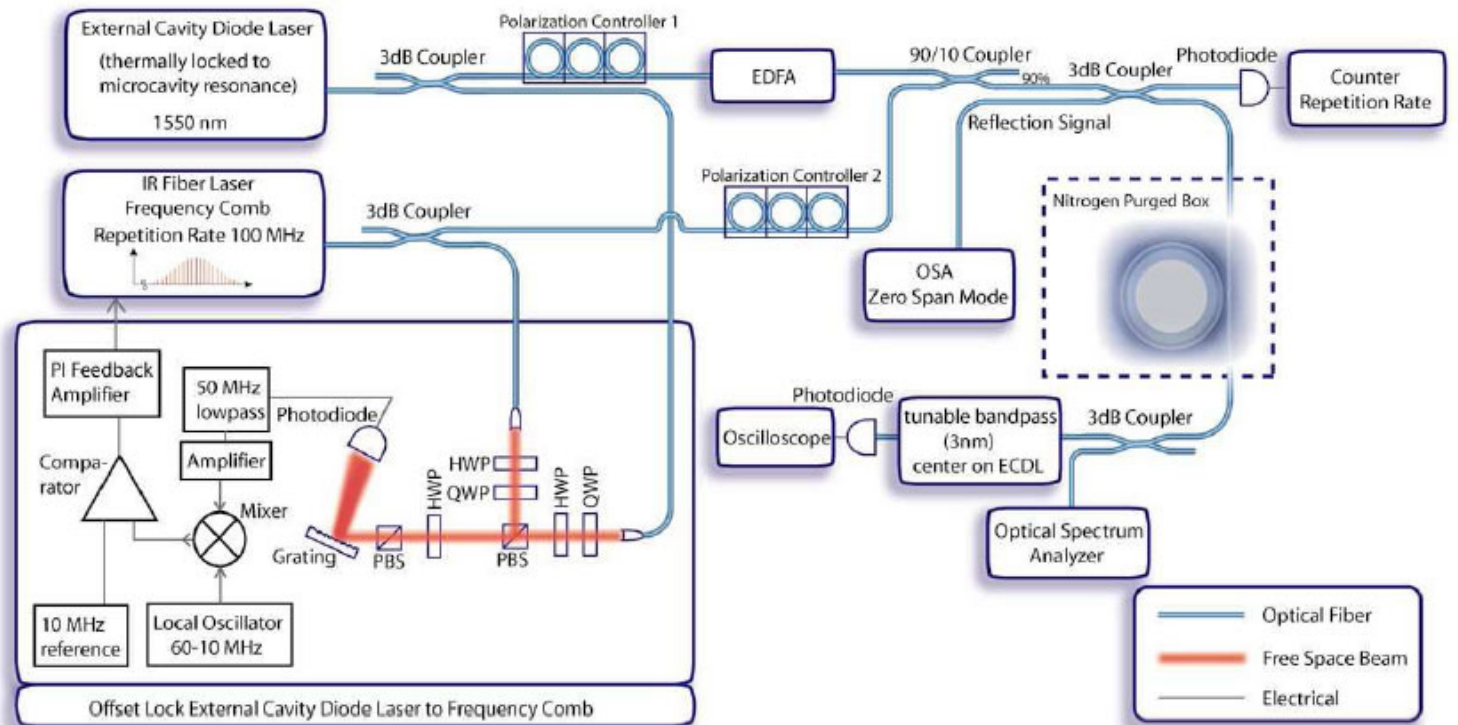 External Cavity Diode Laser
(thermally locked to
microcavity resonance)
1550 nm
3dB Coupler
Polarization Controller 1
EDFA
90/10 Coupler
90%
3dB Coupler
Photodiode
Counter
Repetition Rate
Reflection Signal
IR Fiber Laser
Frequency Comb
Repetition Rate 100 MHz
3dB Coupler
Polarization Controller 2
OSA
Zero Span Mode
Nitrogen Purged Box
PI Feedback
Amplifier
50 MHz
lowpass
Photodiode
Amplifier
Compa-
rator
Mixer
HWP
QWP
HWP
HWP
QWP
Grating
PBS
PBS
10 MHz
reference
Local Oscillator
60-10 MHz
Offset Lock External Cavity Diode Laser to Frequency Comb
Photodiode
Oscilloscope
tunable bandpass
(3nm)
center on ECDL
3dB Coupler
Optical Spectrum
Analyzer
Optical Fiber
Free Space Beam
Electrical